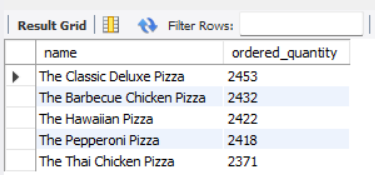 Result Grid Filter Rows:
name ordered_quantity
The Classic Deluxe Pizza 2453
The Barbecue Chicken Pizza 2432
The Hawaiian Pizza 2422
The Pepperoni Pizza 2418
The Thai Chicken Pizza 2371